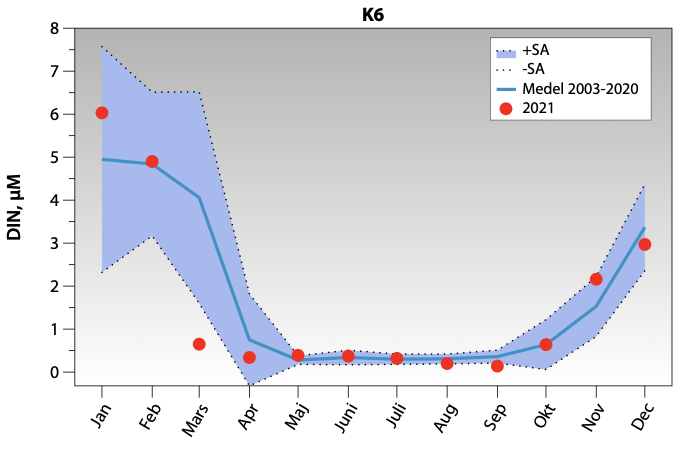 K6
8
7
6
5
4
3
2
1
0
DIN, µM
+SA
-SA
Medel 2003-2020
2021
Jan
Feb
Mars
Apr
Maj
Juni
Juli
Aug
Sep
Okt
Nov
Dec